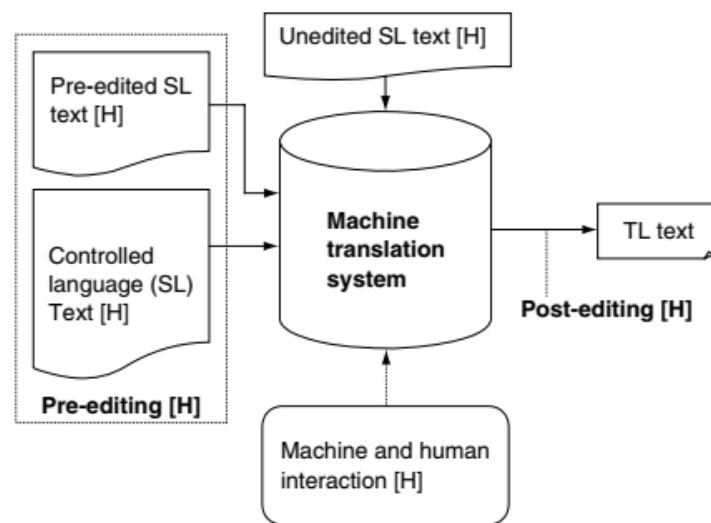 Unedited SL text [H]
Pre-edited SL
text [H]
Controlled
language (SL)
Text [H]
Pre-editing [H]
Machine
translation
system
TL text
Post-editing [H]
Machine and human
interaction [H]